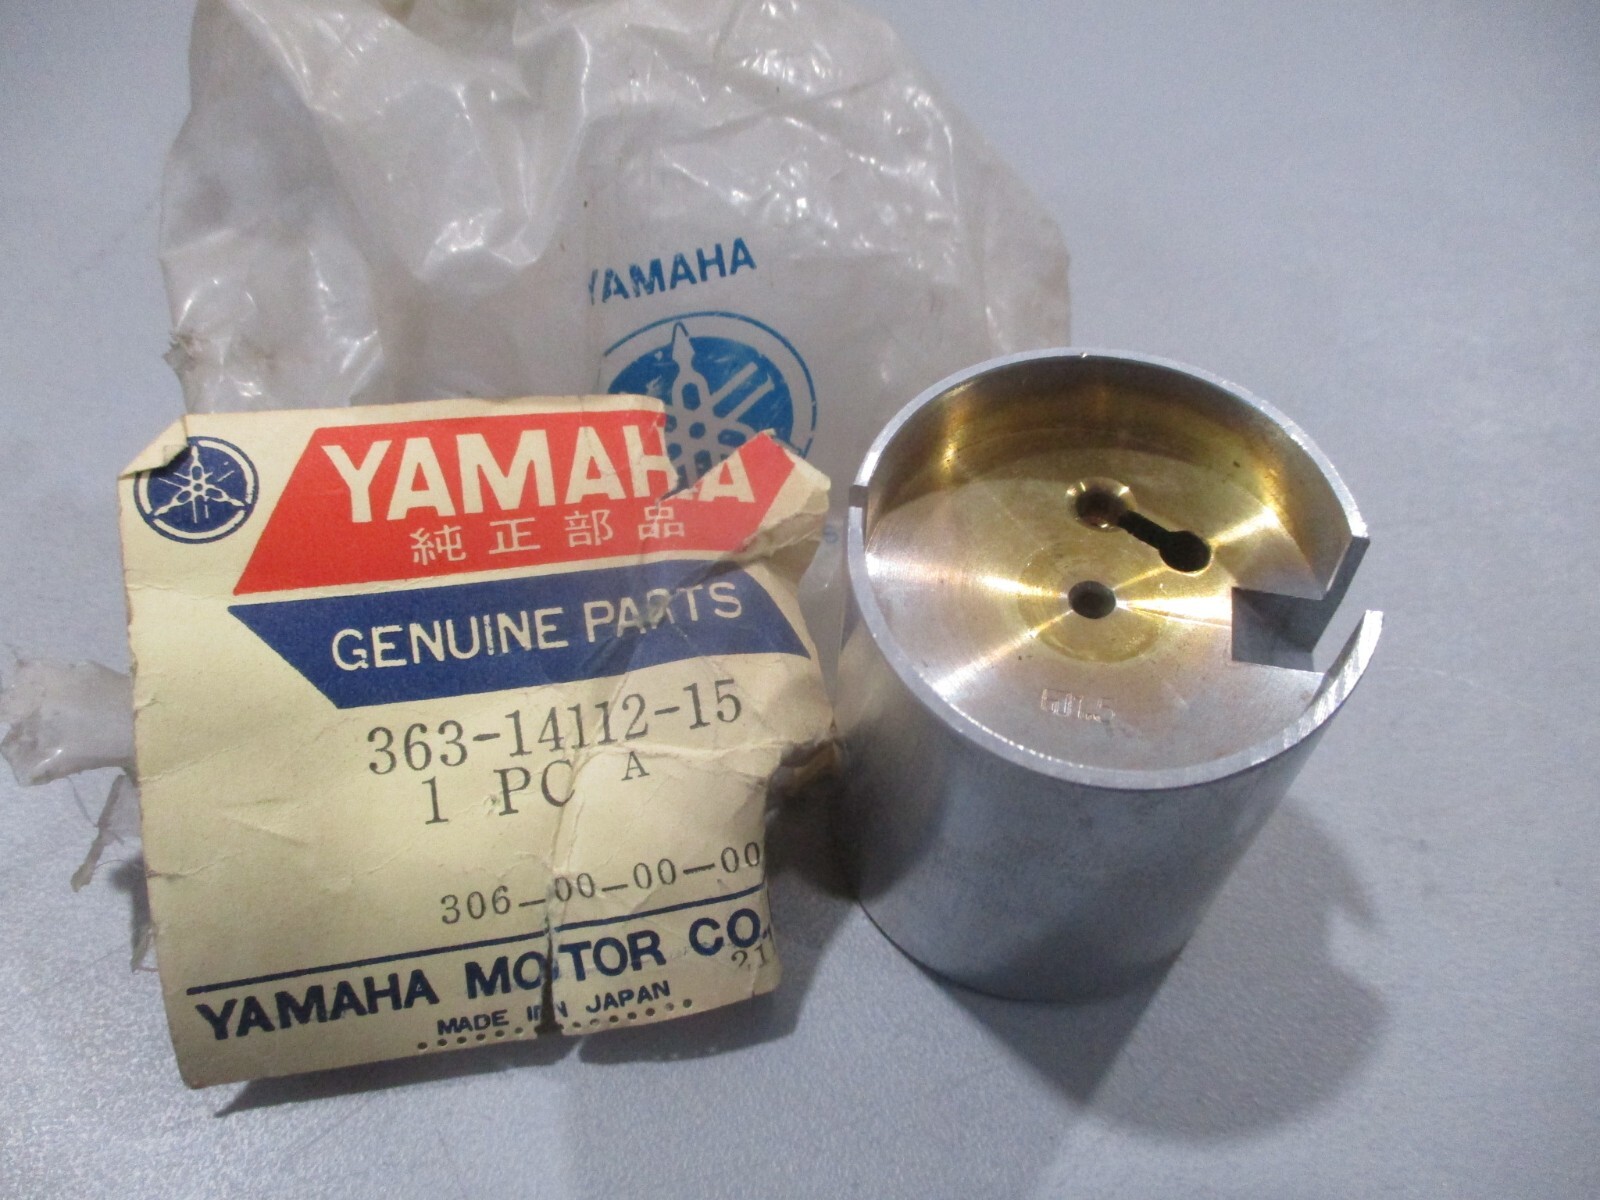 YAMAHA
YAMAHA
純正部品
GENUINE PARTS
363-14112-15
1 PC A
306-00-00-00
YAMAHA MOTOR CO.
211
MADE IN JAPAN